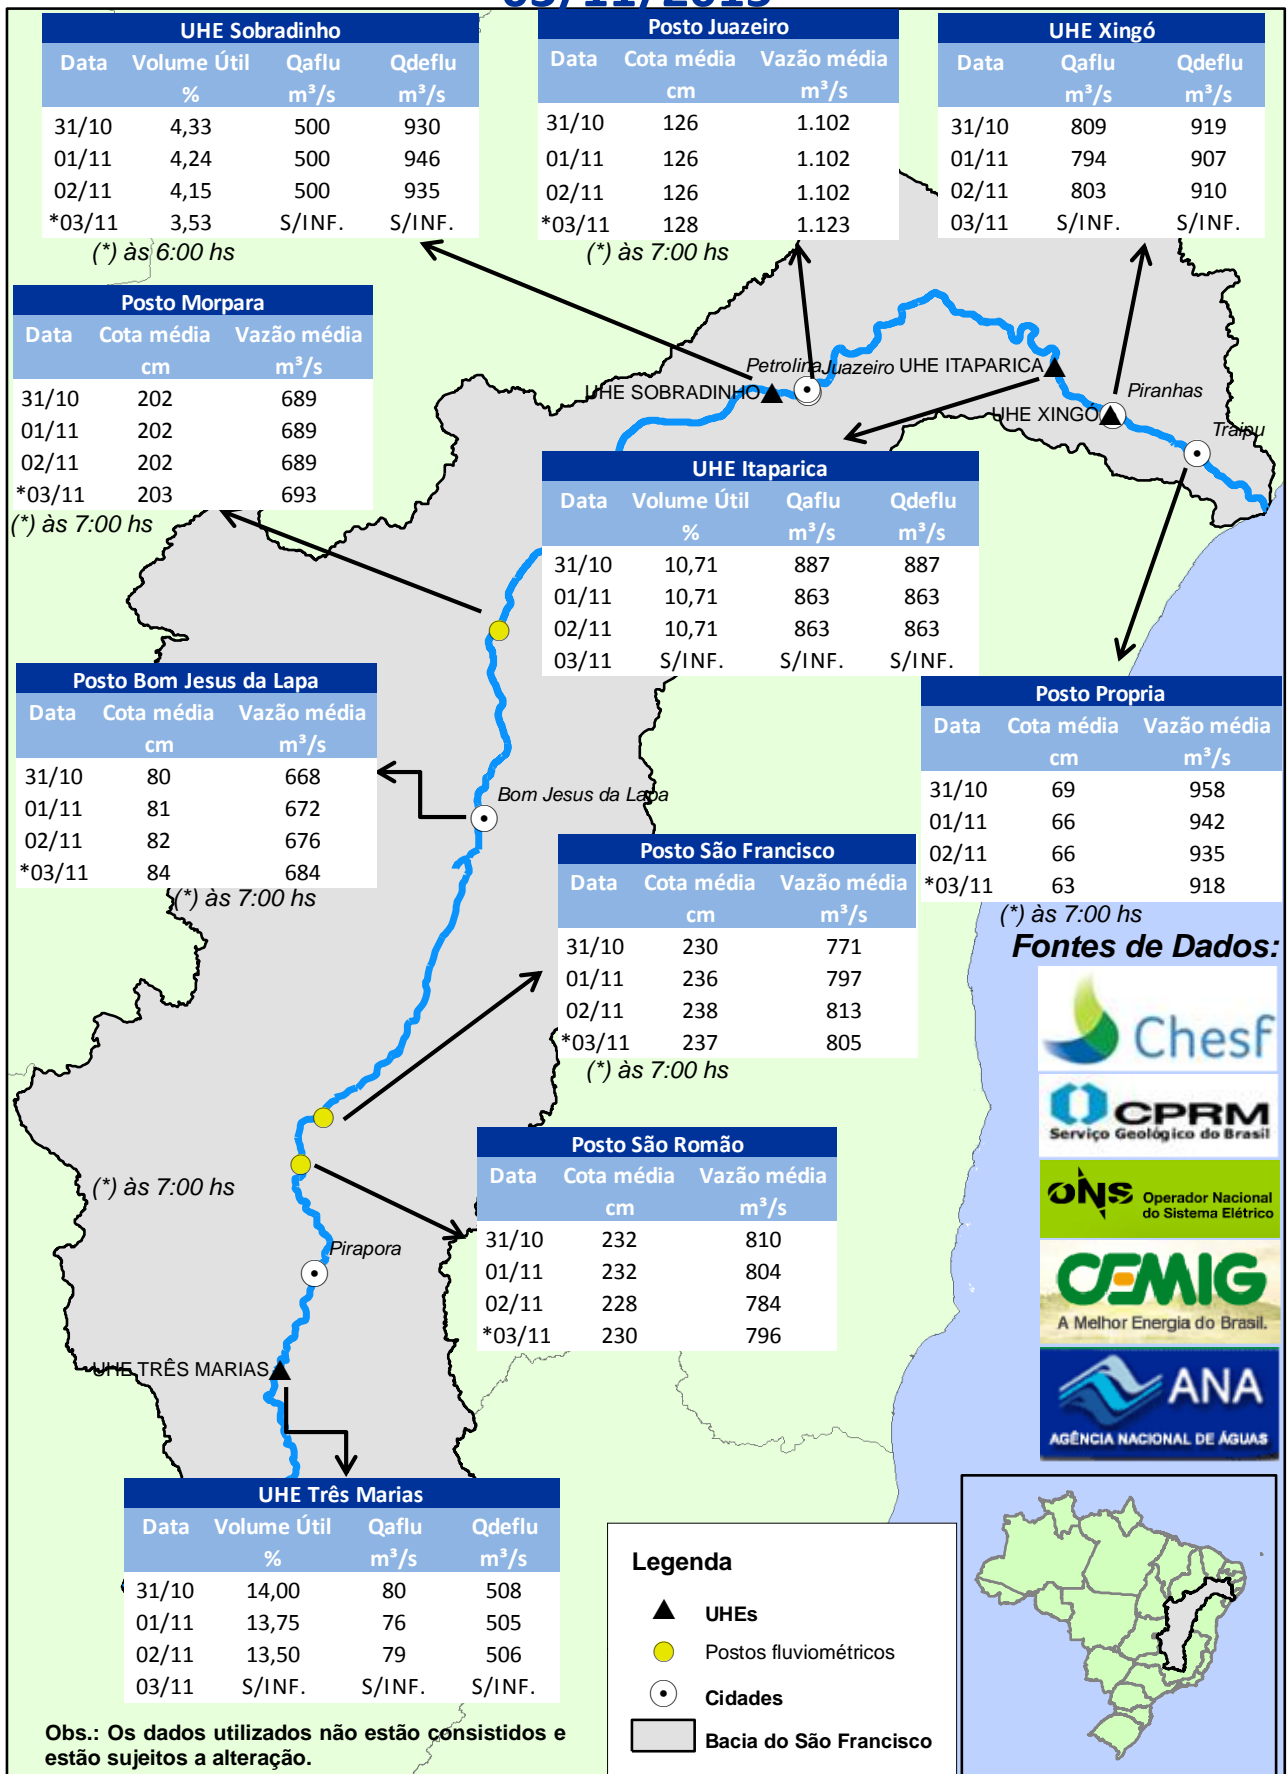 03/11/2015
UHE Sobradinho
Data Volume Útil Qaflu Qdeflu
% m³/s m³/s
31/10 4,33 500 930
01/11 4,24 500 946
02/11 4,15 500 935
*03/11 3,53 S/INF. S/INF.
(*) às 6:00 hs
Posto Juazeiro
Data Cota média Vazão média
cm m³/s
31/10 126 1.102
01/11 126 1.102
02/11 126 1.102
*03/11 128 1.123
(*) às 7:00 hs
UHE Xingó
Data Qaflu Qdeflu
m³/s m³/s
31/10 809 919
01/11 794 907
02/11 803 910
03/11 S/INF. S/INF.
Posto Morpara
Data Cota média Vazão média
cm m³/s
31/10 202 689
01/11 202 689
02/11 202 689
*03/11 203 693
(*) às 7:00 hs
Petrolina Juazeiro UHE ITAPARICA
UHE SOBRADINHO
Piranhas
UHE XINGÓ
Traipu
UHE Itaparica
Data Volume Útil Qaflu Qdeflu
% m³/s m³/s
31/10 10,71 887 887
01/11 10,71 863 863
02/11 10,71 863 863
03/11 S/INF. S/INF. S/INF.
Posto Bom Jesus da Lapa
Data Cota média Vazão média
cm m³/s
31/10 80 668
01/11 81 672
02/11 82 676
*03/11 84 684
(*) às 7:00 hs
Bom Jesus da Lapa
Posto Propria
Data Cota média Vazão média
cm m³/s
31/10 69 958
01/11 66 942
02/11 66 935
*03/11 63 918
(*) às 7:00 hs
Posto São Francisco
Data Cota média Vazão média
cm m³/s
31/10 230 771
01/11 236 797
02/11 238 813
*03/11 237 805
(*) às 7:00 hs
Fontes de Dados:
Chesf
CPRM
Serviço Geológico do Brasil
ONS Operador Nacional
do Sistema Elétrico
CEMIG
A Melhor Energia do Brasil.
ANA
AGÊNCIA NACIONAL DE ÁGUAS
Posto São Romão
Data Cota média Vazão média
cm m³/s
31/10 232 810
01/11 232 804
02/11 228 784
*03/11 230 796
(*) às 7:00 hs
Pirapora
UHE TRÊS MARIAS
UHE Três Marias
Data Volume Útil Qaflu Qdeflu
% m³/s m³/s
31/10 14,00 80 508
01/11 13,75 76 505
02/11 13,50 79 506
03/11 S/INF. S/INF. S/INF.
Obs.: Os dados utilizados não estão consistidos e
estão sujeitos a alteração.
Legenda
UHEs
Postos fluviométricos
Cidades
Bacia do São Francisco